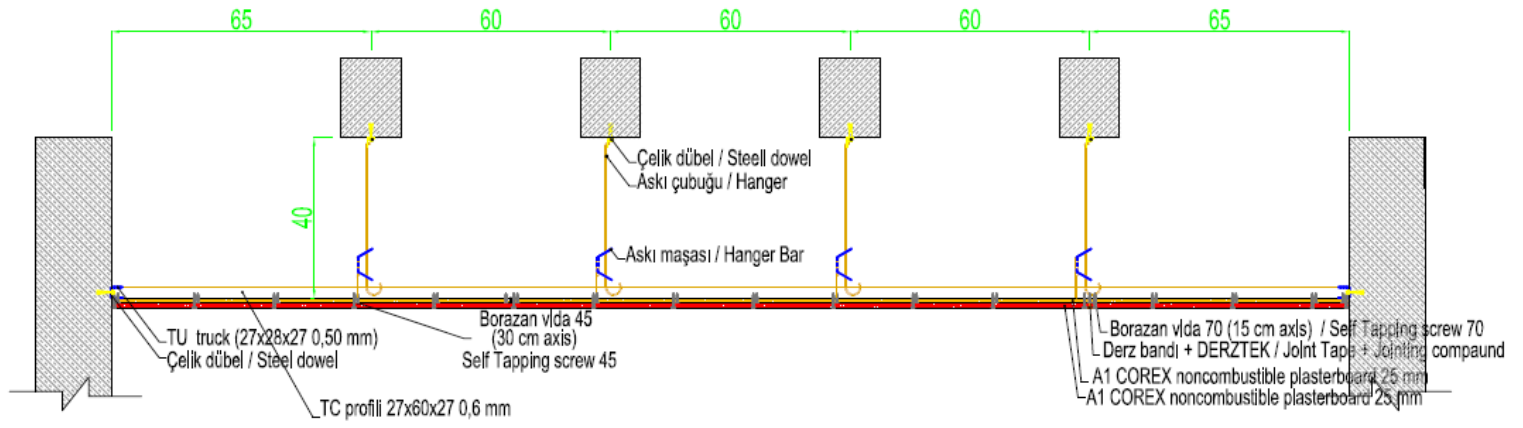 65 60 60 60 65
40
Çelik dübel / Steell dowel
Askı çubuğu / Hanger
Askı maşası / Hanger Bar
Borazan vida 45
(30 cm axis)
Self Tapping screw 45
TU truck (27x28x27 0,50 mm)
Çelik dübel / Steel dowel
TC profili 27x60x27 0,6 mm
Borazan vida 70 (15 cm axis) / Self Tapping screw 70
Derz bandı + DERZTEK / Joint Tape + Jointing compaund
A1 COREX noncombustible plasterboard 25 mm
A1 COREX noncombustible plasterboard 25 mm